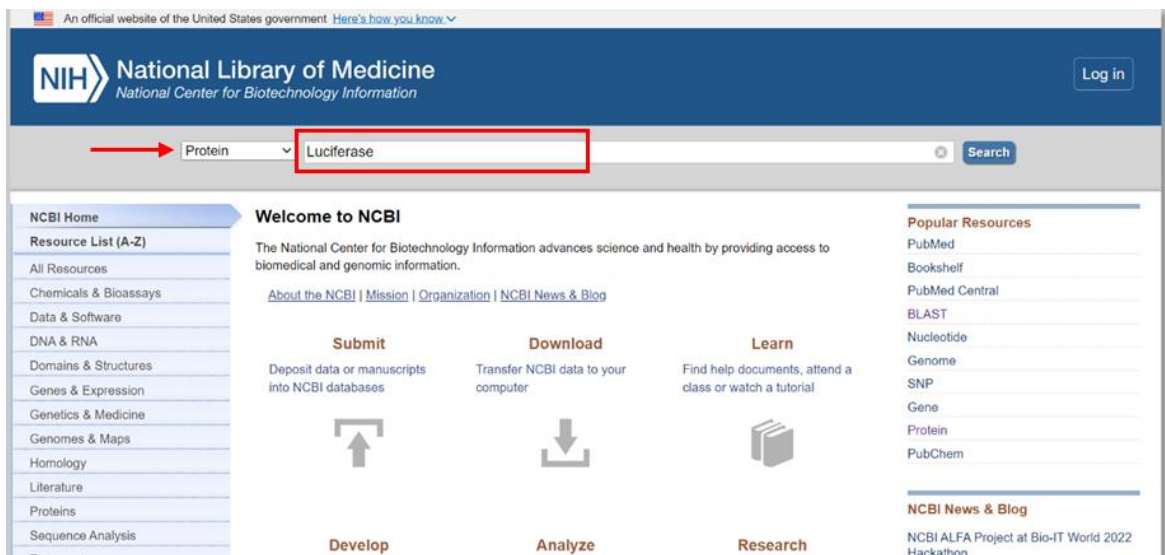 An official website of the United States government Here's how you know
NIH National Library of Medicine
National Center for Biotechnology Information
Log in
Protein Luciferase Search
NCBI Home
Resource List (A-Z)
All Resources
Chemicals & Bioassays
Data & Software
DNA & RNA
Domains & Structures
Genes & Expression
Genetics & Medicine
Genomes & Maps
Homology
Literature
Proteins
Sequence Analysis
Welcome to NCBI
The National Center for Biotechnology Information advances science and health by providing access to
biomedical and genomic information.
About the NCBI | Mission | Organization | NCBI News & Blog
Submit
Deposit data or manuscripts
into NCBI databases
Download
Transfer NCBI data to your
computer
Learn
Find help documents, attend a
class or watch a tutorial
Develop
Analyze
Research
Popular Resources
PubMed
Bookshelf
PubMed Central
BLAST
Nucleotide
Genome
SNP
Gene
Protein
PubChem
NCBI News & Blog
NCBI ALFA Project at Bio-IT World 2022
Hackathon